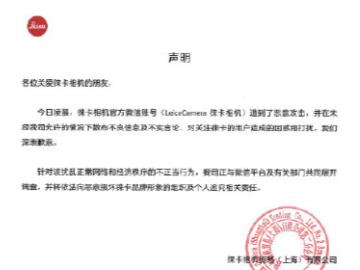 Leica
声明
各位关爱徕卡相机的朋友，
今日凌晨，徕卡相机官方微信账号（LeicaCamera 徕卡相机）遭到了恶意攻击，并在未
经我司允许的情况下散布不良信息及不实言论。对关注徕卡的用户造成的困惑和打扰，我们
深表歉意。
针对该扰乱正常网络和经济秩序的不正当行为，我司正与微信平台及有关部门共同展开
调查，并将依法向恶意损坏徕卡品牌形象的组织及个人追究相关责任。
徕卡相机（上海）有限公司